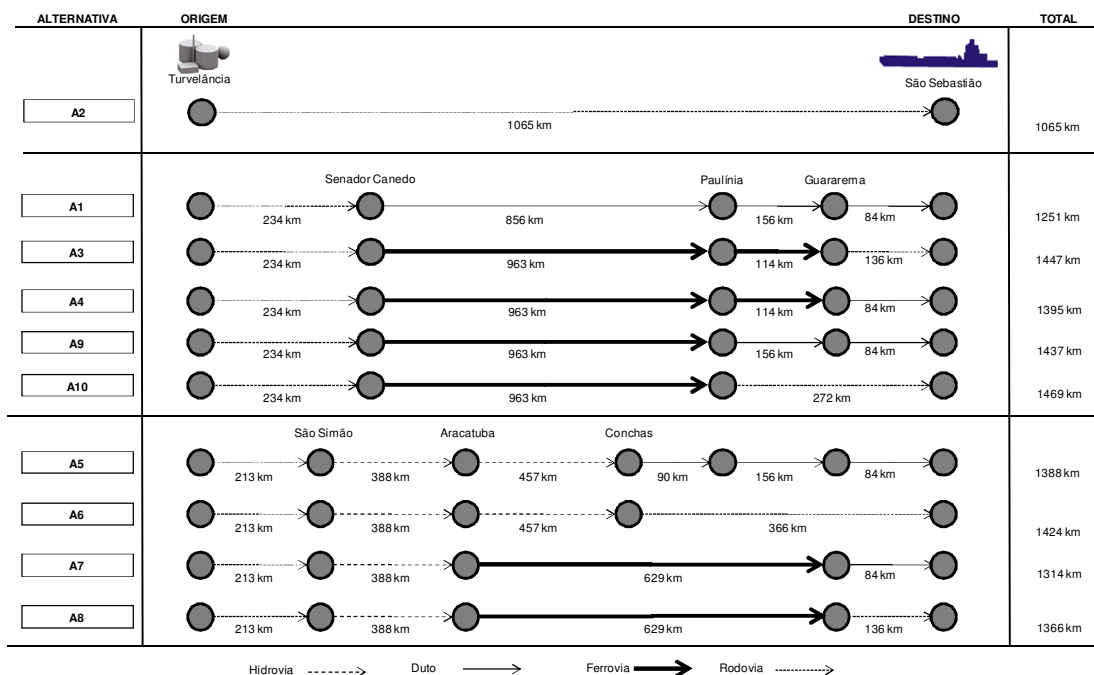 ALTERNATIVA ORIGEM DESTINO TOTAL
Turvelância São Sebastião
A2 1065 km 1065 km
Senador Canedo Paulínia Guararema
A1 234 km 856 km 156 km 84 km 1251 km
A3 234 km 963 km 114 km 136 km 1447 km
A4 234 km 963 km 114 km 84 km 1395 km
A9 234 km 963 km 156 km 84 km 1437 km
A10 234 km 963 km 272 km 1469 km
São Simão Aracatuba Conchas
A5 213 km 388 km 457 km 90 km 156 km 84 km 1388 km
A6 213 km 388 km 457 km 366 km 1424 km
A7 213 km 388 km 629 km 84 km 1314 km
A8 213 km 388 km 629 km 136 km 1366 km
Hidrovia Duto Ferrovia Rodovia